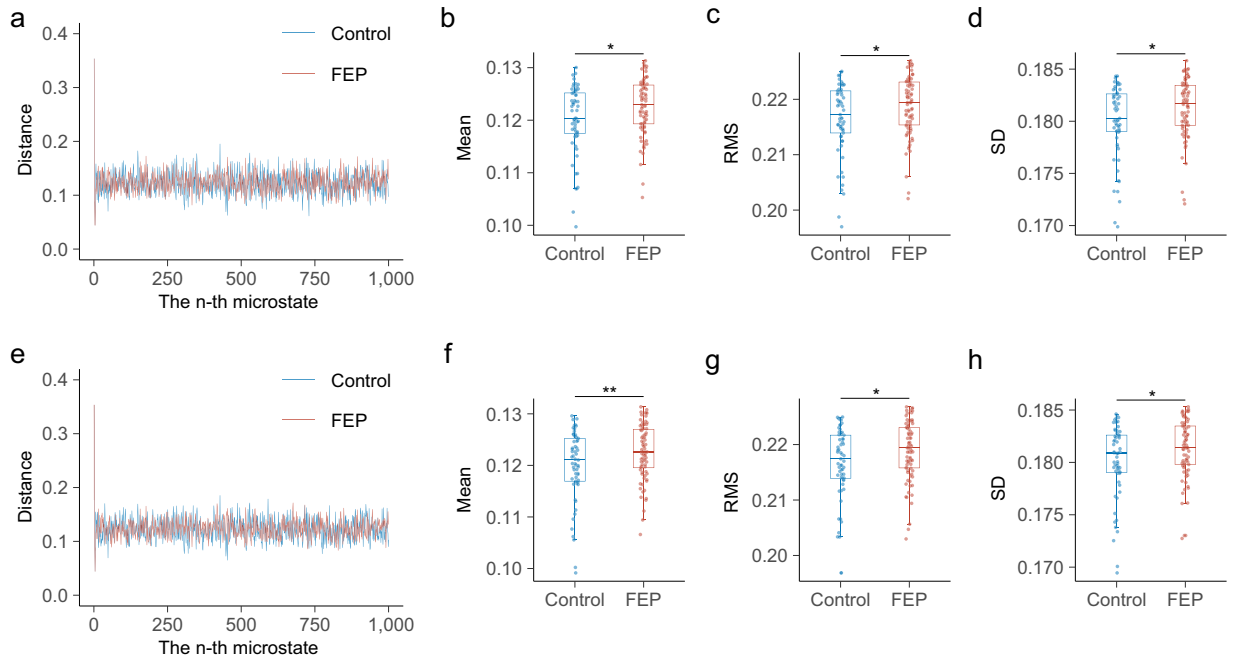 a
0.4
0.3
0.2
0.1
0.0
Distance
0
250
500
750
1,000
The n-th microstate
Control
FEP
b
*
0.13
0.12
0.11
0.10
Mean
Control
FEP
c
*
0.22
0.21
0.20
RMS
Control
FEP
d
*
0.185
0.180
0.175
0.170
SD
Control
FEP
e
0.4
0.3
0.2
0.1
0.0
Distance
0
250
500
750
1,000
The n-th microstate
Control
FEP
f
**
0.13
0.12
0.11
0.10
Mean
Control
FEP
g
*
0.22
0.21
0.20
RMS
Control
FEP
h
*
0.185
0.180
0.175
0.170
SD
Control
FEP